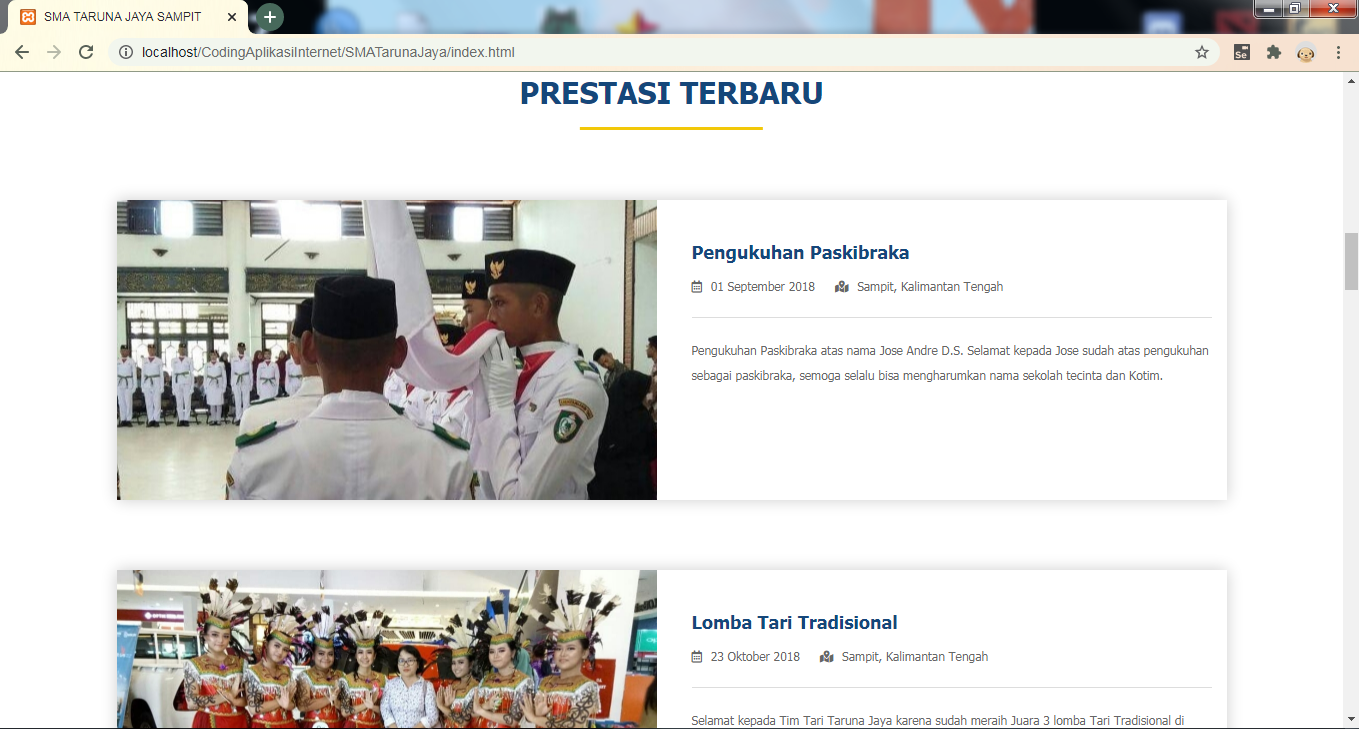 SMA TARUNA JAYA SAMPIT
localhost/CodingAplikasiInternet/SMATarunaJaya/index.html
Se
PRESTASI TERBARU
Pengukuhan Paskibraka
01 September 2018 Sampit, Kalimantan Tengah
Pengukuhan Paskibraka atas nama Jose Andre D.S. Selamat kepada Jose sudah atas pengukuhan
sebagai paskibraka, semoga selalu bisa mengharumkan nama sekolah tecinta dan Kotim.
Lomba Tari Tradisional
23 Oktober 2018 Sampit, Kalimantan Tengah
Selamat kepada Tim Tari Taruna Jaya karena sudah meraih Juara 3 lomba Tari Tradisional di